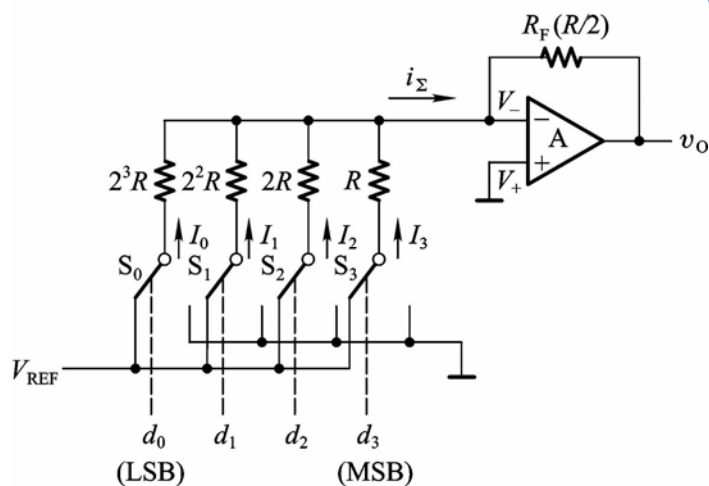 R_F (R/2)
i_Σ
V_−
−
A
v_O
+
V_+
2^3R 2^2R 2R R
I_0 I_1 I_2 I_3
S_0 S_1 S_2 S_3
V_REF
d_0 d_1 d_2 d_3
(LSB) (MSB)